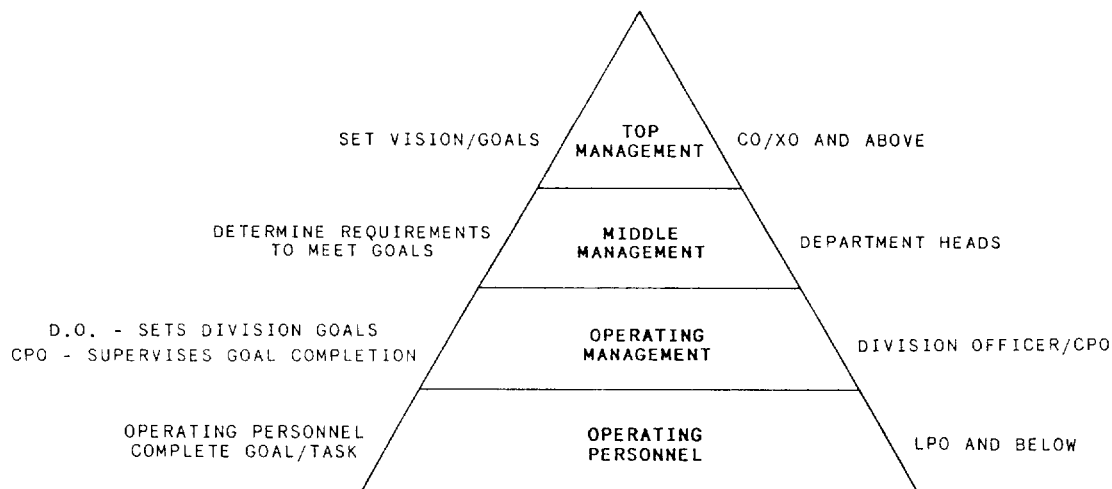 SET VISION/GOALS
TOP
MANAGEMENT
CO/XO AND ABOVE
DETERMINE REQUIREMENTS
TO MEET GOALS
MIDDLE
MANAGEMENT
DEPARTMENT HEADS
D.O. - SETS DIVISION GOALS
CPO - SUPERVISES GOAL COMPLETION
OPERATING
MANAGEMENT
DIVISION OFFICER/CPO
OPERATING PERSONNEL
COMPLETE GOAL/TASK
OPERATING
PERSONNEL
LPO AND BELOW